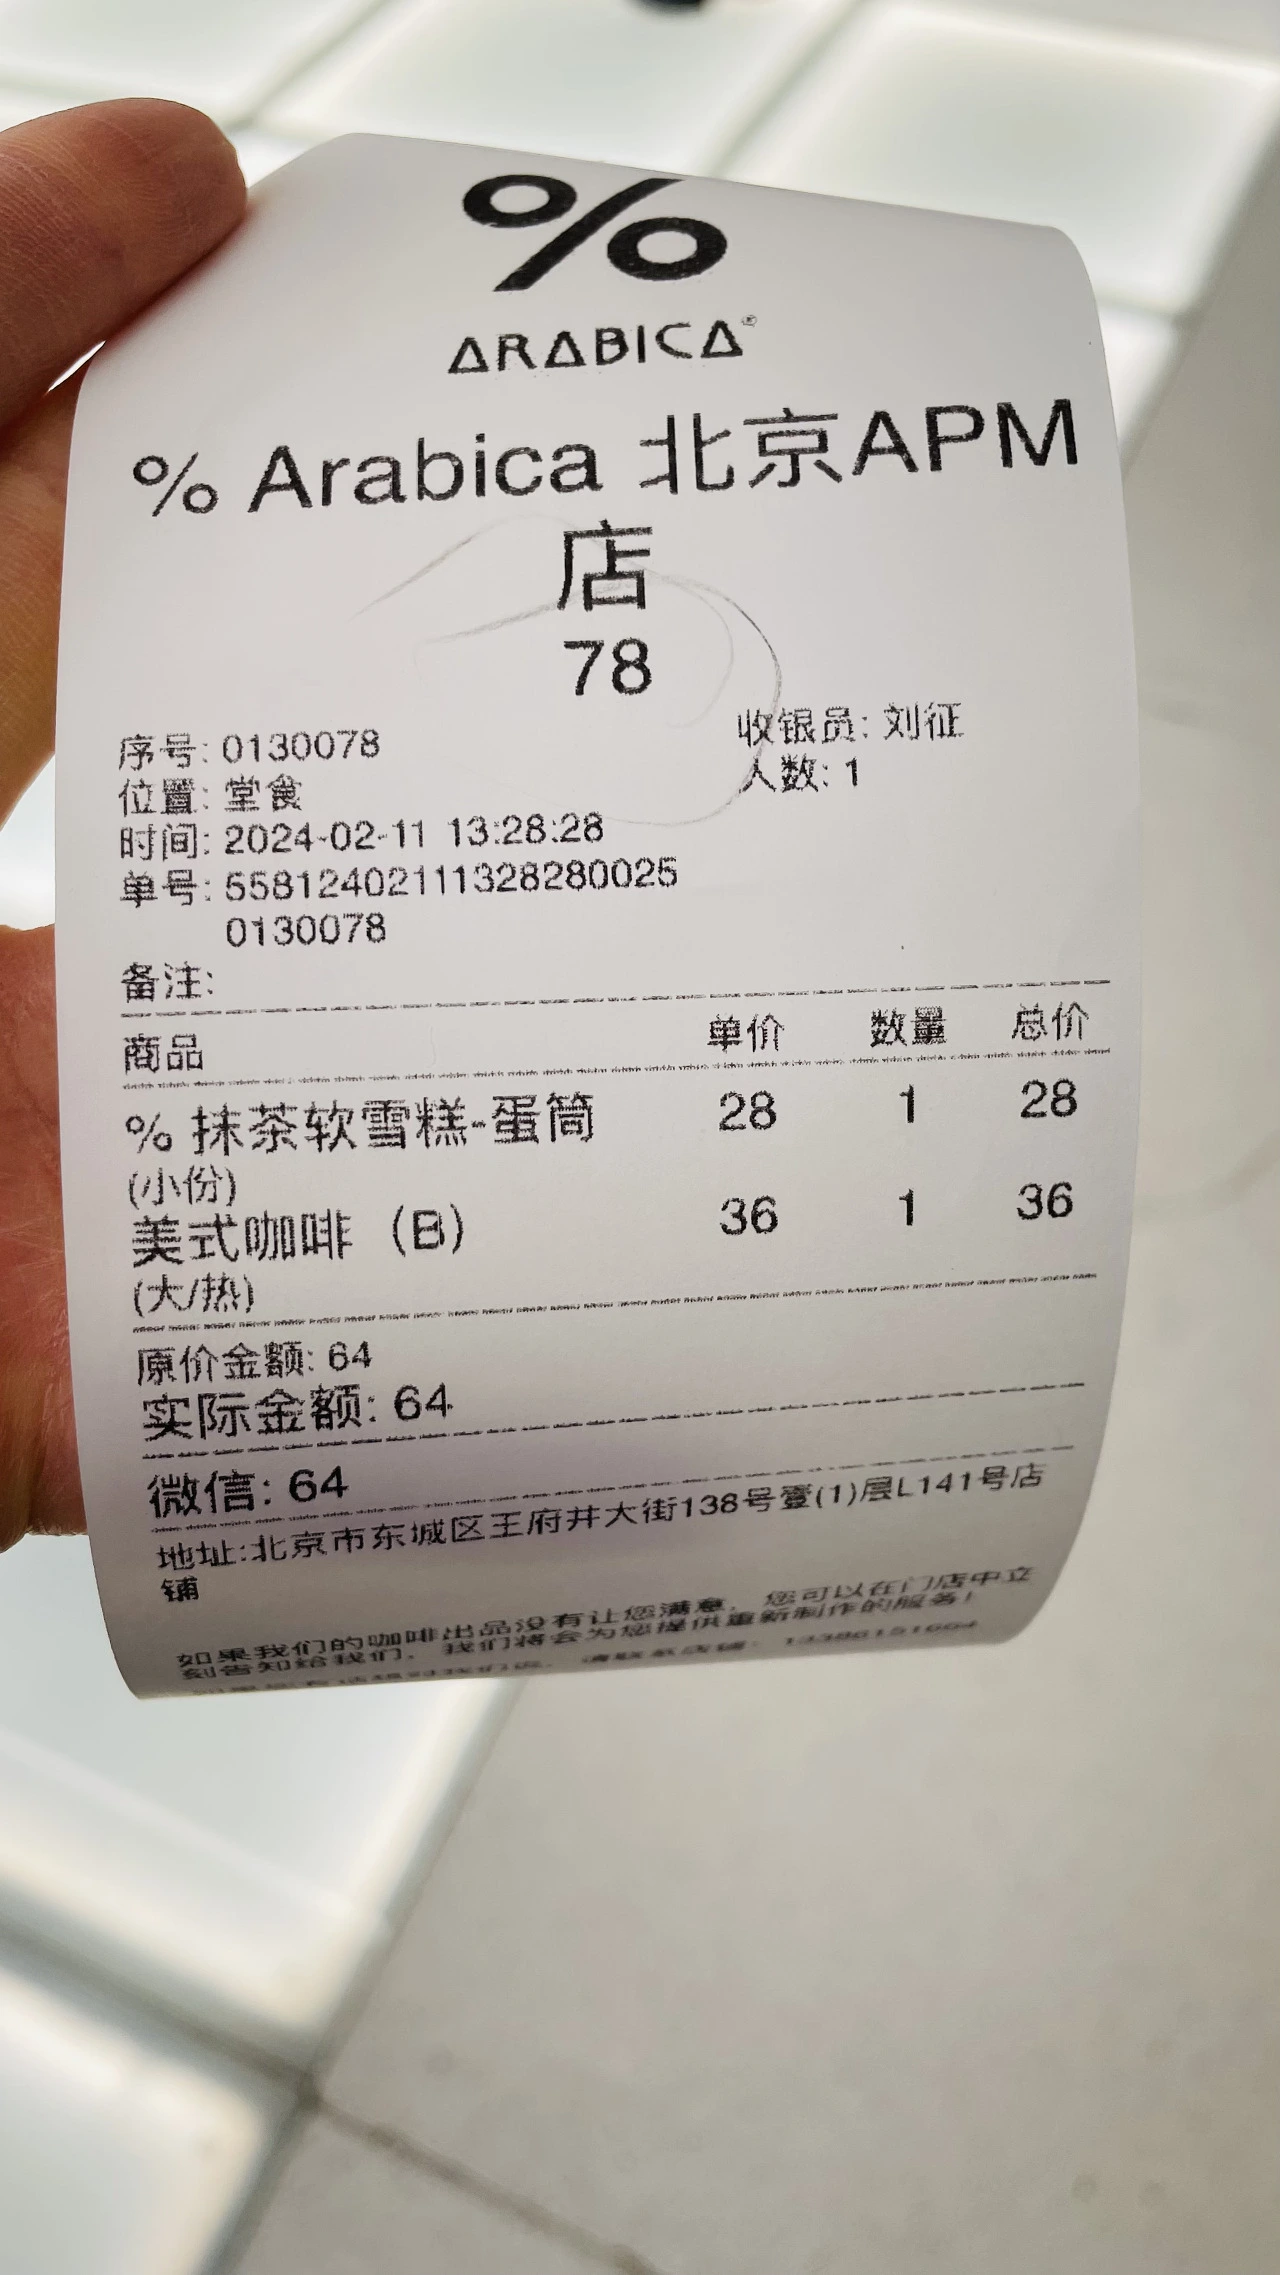 %
ARABICA®
% Arabica 北京APM
店
78
序号: 0130078
收银员: 刘征
位置: 堂食
人数: 1
时间: 2024-02-11 13:28:28
单号: 55812402111328280025
0130078
备注:
商品 单价 数量 总价
% 抹茶软雪糕-蛋筒 28 1 28
(小份)
美式咖啡 (B) 36 1 36
(大/热)
原价金额: 64
实际金额: 64
微信: 64
地址:北京市东城区王府井大街138号壹(1)层L141号店
铺
如果我们的咖啡出品没有让您满意, 您可以在门店中立
刻告知给我们, 我们将会为您提供重新制作的服务!